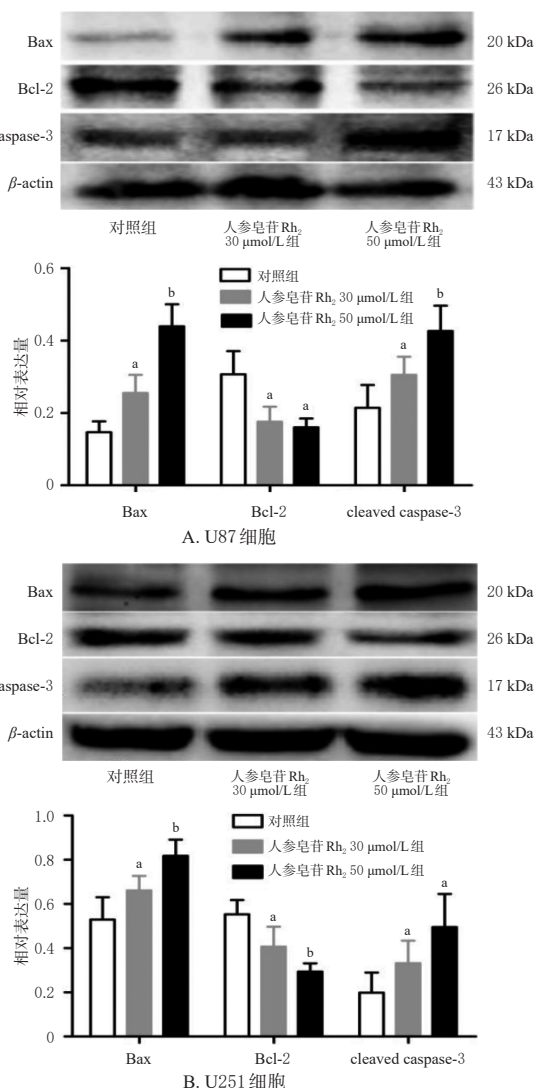 Bax 20 kDa
Bcl-2 26 kDa
aspase-3 17 kDa
β-actin 43 kDa
对照组 人参皂苷Rh₂ 30 μmol/L组 人参皂苷Rh₂ 50 μmol/L组
相对表达量
0.6
0.4
0.2
0
对照组
人参皂苷Rh₂ 30 μmol/L组
人参皂苷Rh₂ 50 μmol/L组
a b a a a b
Bax Bcl-2 cleaved caspase-3
A. U87细胞
Bax 20 kDa
Bcl-2 26 kDa
aspase-3 17 kDa
β-actin 43 kDa
对照组 人参皂苷Rh₂ 30 μmol/L组 人参皂苷Rh₂ 50 μmol/L组
相对表达量
1.0
0.8
0.6
0.4
0.2
0
对照组
人参皂苷Rh₂ 30 μmol/L组
人参皂苷Rh₂ 50 μmol/L组
a b a b a a
Bax Bcl-2 cleaved caspase-3
B. U251细胞